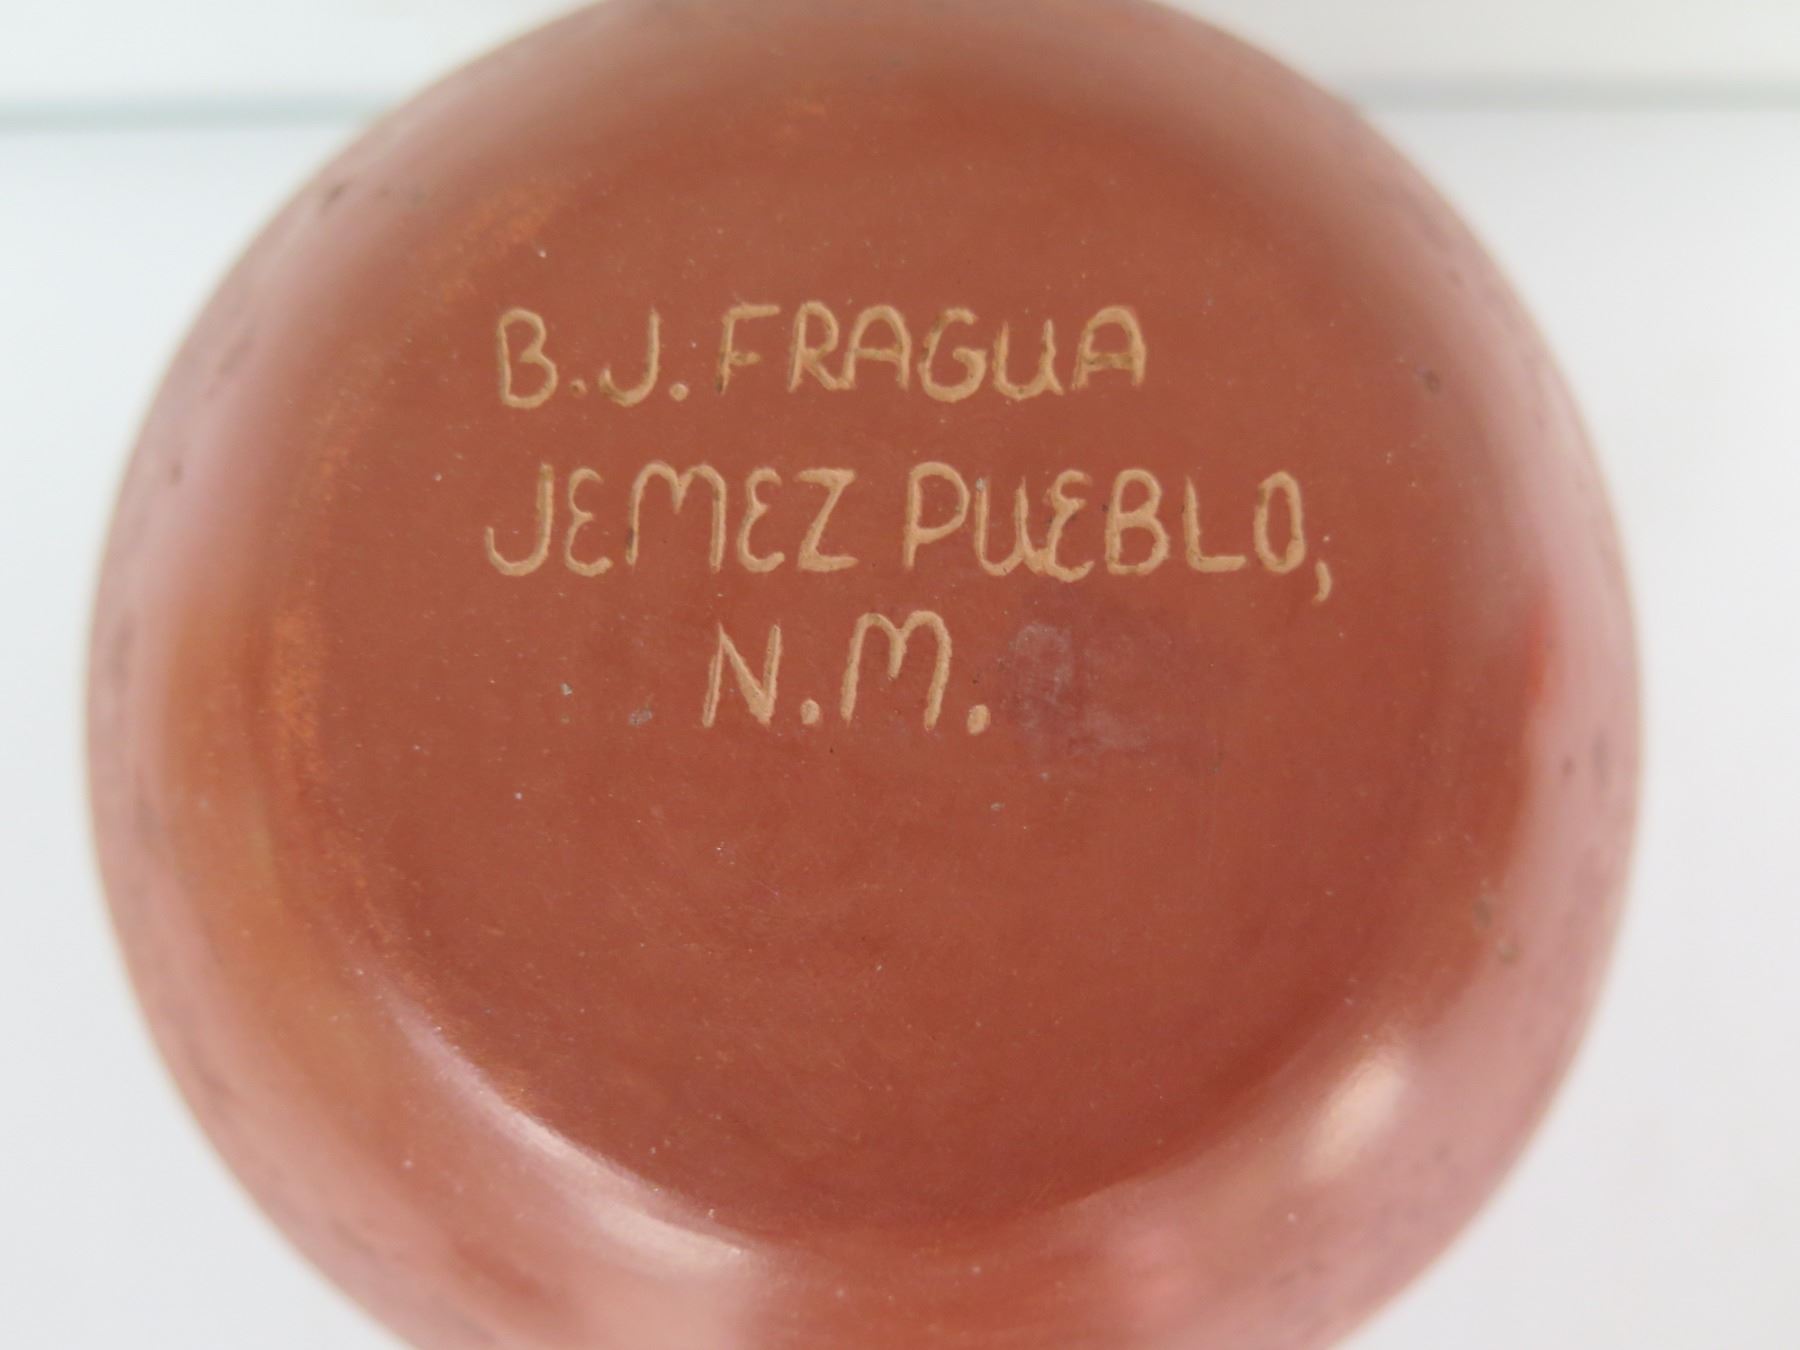 B.J. FRAGUA
JEMEZ PUEBLO,
N.M.